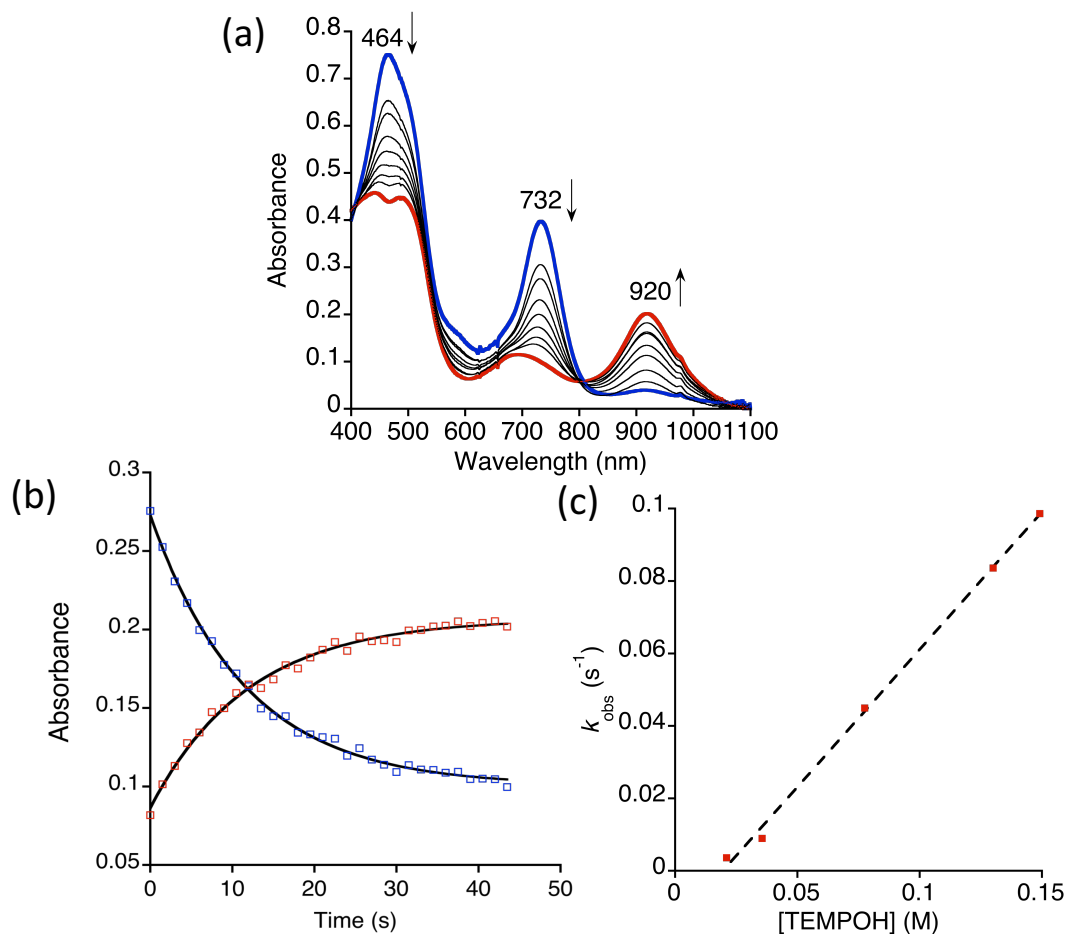 (a)
464
732
920
0.8
0.7
0.6
0.5
0.4
0.3
0.2
0.1
0
Absorbance
400 500 600 700 800 900 1000 1100
Wavelength (nm)
(b)
0.3
0.25
0.2
0.15
0.1
0.05
Absorbance
0 10 20 30 40 50
Time (s)
(c)
0.1
0.08
0.06
0.04
0.02
0
kobs (s-1)
0 0.05 0.1 0.15
[TEMPOH] (M)